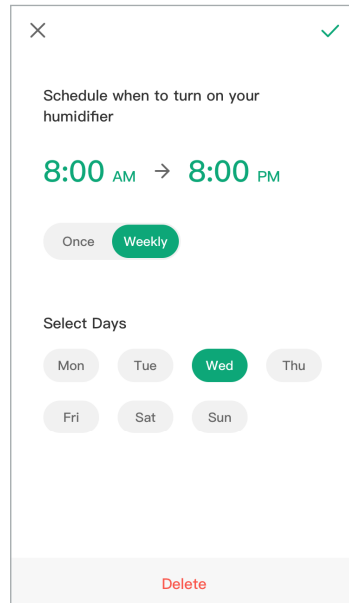 Schedule when to turn on your
humidifier
8:00 AM → 8:00 PM
Once Weekly
Select Days
Mon Tue Wed Thu
Fri Sat Sun
Delete